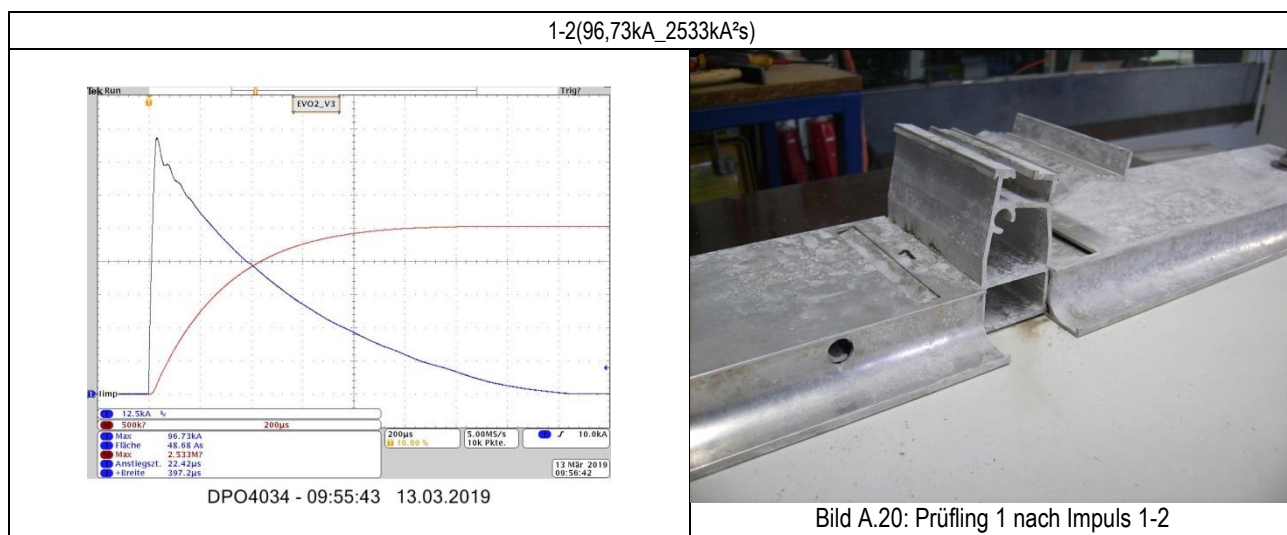 1-2(96,73kA_2533kA²s)
Tek Run
Trig?
EVO2_V3
Iimp
12.5kA
500k? 200µs
Max 96.73kA
Fläche 48.68 As
Max 2.533M?
Anstiegszt. 22.42µs
+Breite 397.2µs
200µs
10.00 %
5.00MS/s
10k Pkte.
1 10.0kA
13 Mär 2019
09:56:42
DPO4034 - 09:55:43 13.03.2019
Bild A.20: Prüfling 1 nach Impuls 1-2